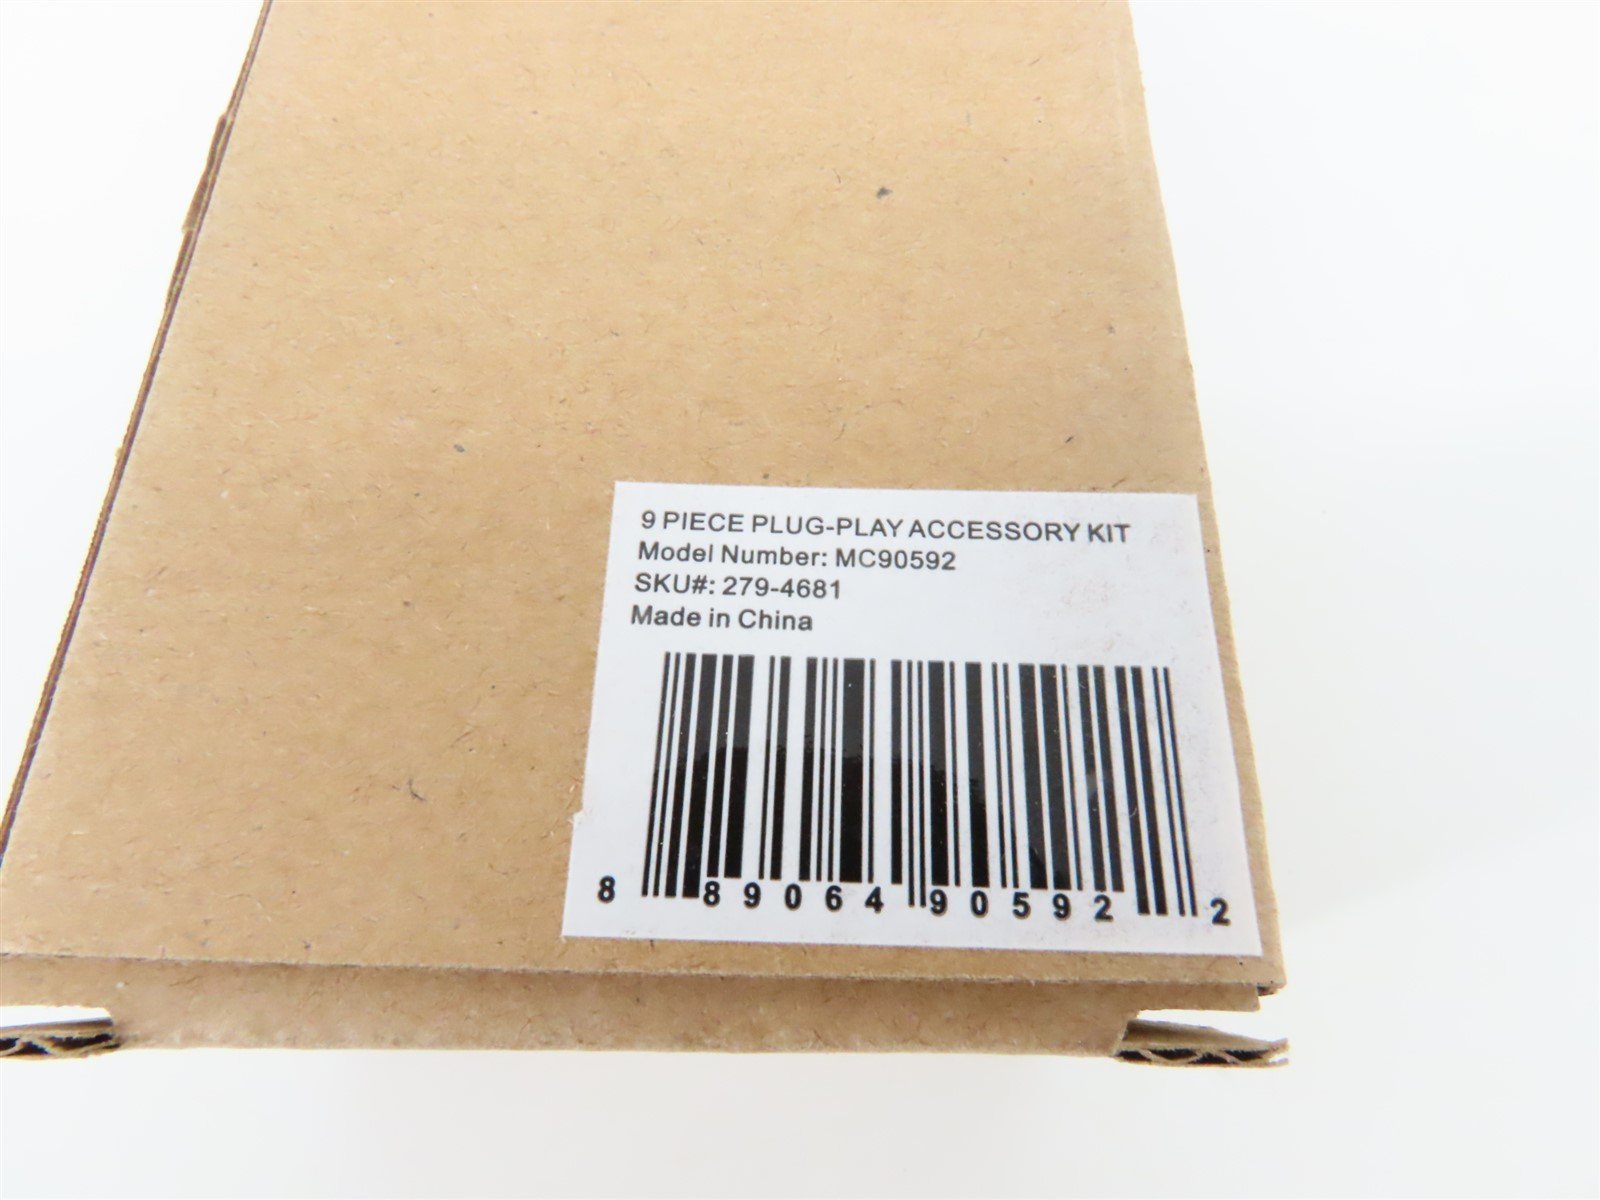 9 PIECE PLUG-PLAY ACCESSORY KIT
Model Number: MC90592
SKU#: 279-4681
Made in China
8 89064 90592 2